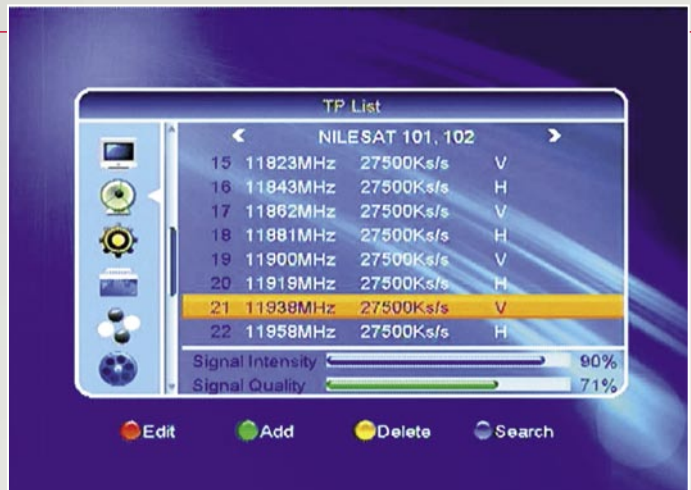 TP List
NILESAT 101, 102
15 11823MHz 27500Ks/s V
16 11843MHz 27500Ks/s H
17 11862MHz 27500Ks/s V
18 11881MHz 27500Ks/s H
19 11900MHz 27500Ks/s V
20 11919MHz 27500Ks/s H
21 11938MHz 27500Ks/s V
22 11958MHz 27500Ks/s H
Signal Intensity 90%
Signal Quality 71%
Edit Add Delete Search